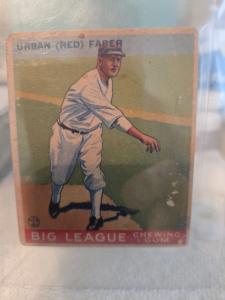 URBAN (RED) FABER
BIG LEAGUE CHEWING GUM